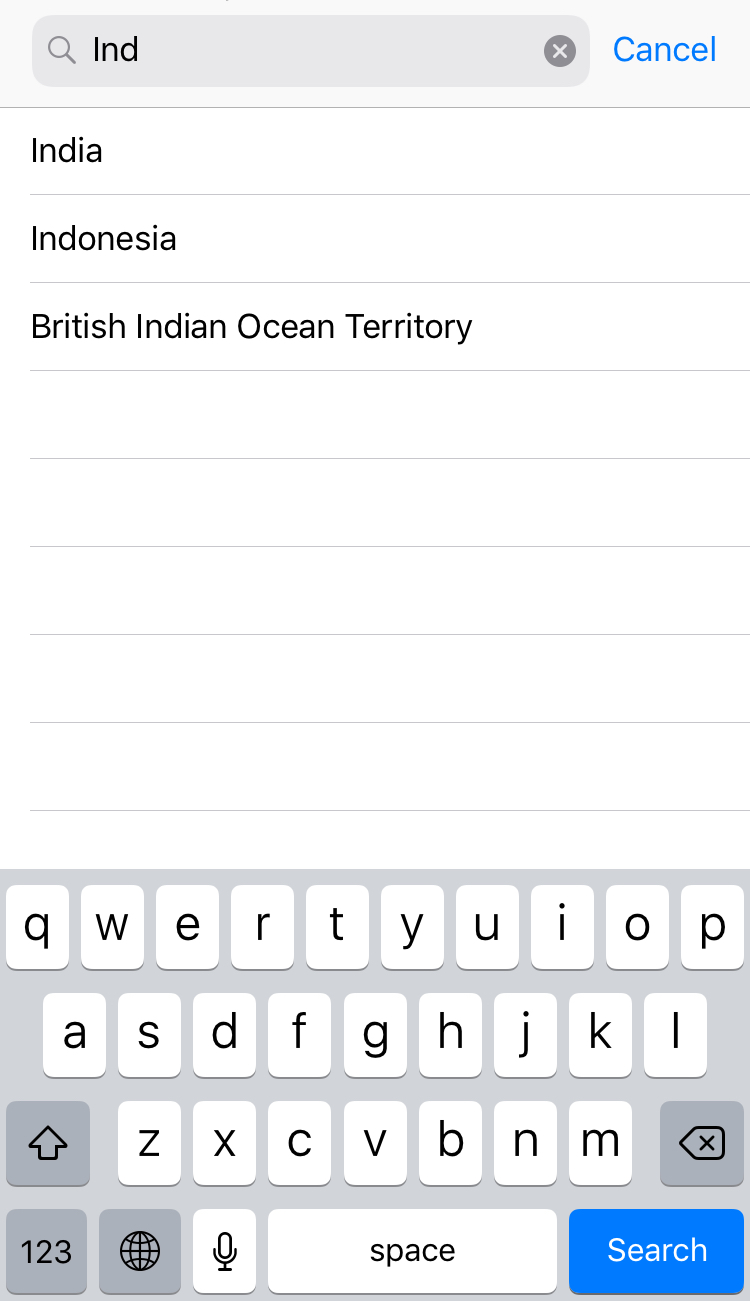 Ind Cancel
India
Indonesia
British Indian Ocean Territory
q w e r t y u i o p
a s d f g h j k l
z x c v b n m
123 space Search